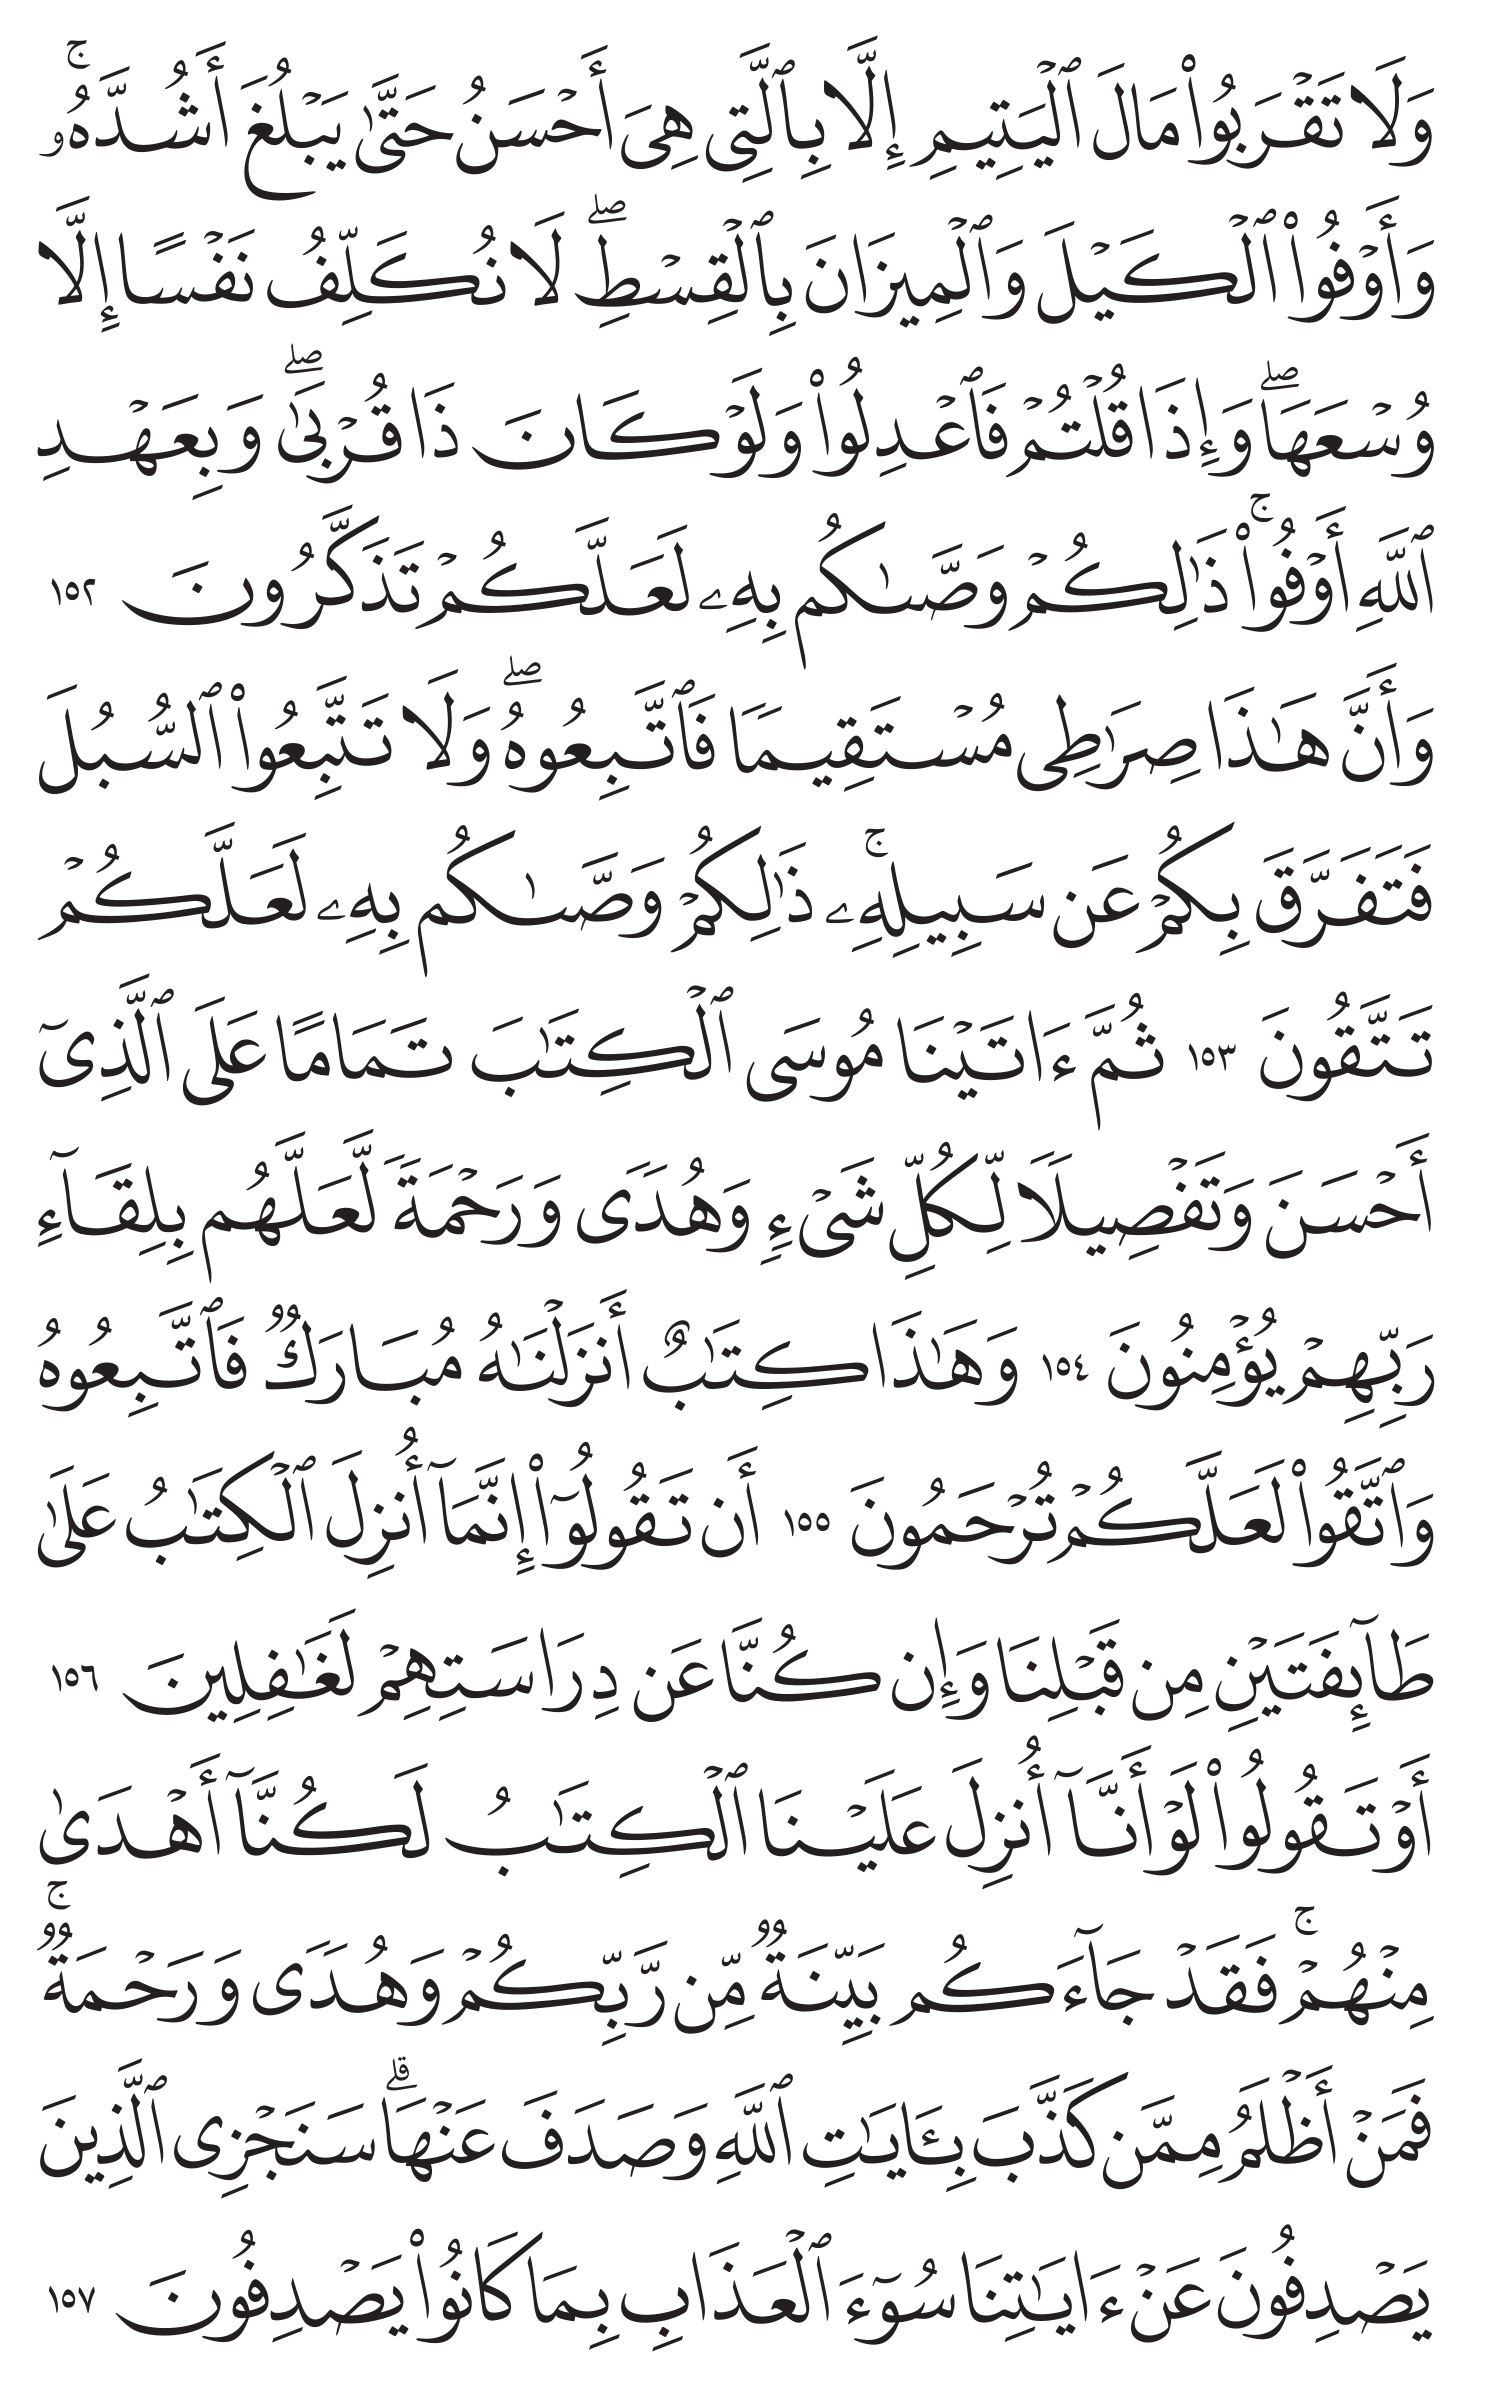 وَلَا تَقْرَبُوا۟ مَالَ ٱلْيَتِيمِ إِلَّا بِٱلَّتِى هِىَ أَحْسَنُ حَتَّىٰ يَبْلُغَ أَشُدَّهُۥ ۚ
وَأَوْفُوا۟ ٱلْكَيْلَ وَٱلْمِيزَانَ بِٱلْقِسْطِ ۖ لَا نُكَلِّفُ نَفْسًا إِلَّا
وُسْعَهَا ۖ وَإِذَا قُلْتُمْ فَٱعْدِلُوا۟ وَلَوْ كَانَ ذَا قُرْبَىٰ ۖ وَبِعَهْدِ
ٱللَّهِ أَوْفُوا۟ ۚ ذَٰلِكُمْ وَصَّىٰكُم بِهِۦ لَعَلَّكُمْ تَذَكَّرُونَ ١٥٢
وَأَنَّ هَـٰذَا صِرَٰطِى مُسْتَقِيمًا فَٱتَّبِعُوهُ ۖ وَلَا تَتَّبِعُوا۟ ٱلسُّبُلَ
فَتَفَرَّقَ بِكُمْ عَن سَبِيلِهِۦ ۚ ذَٰلِكُمْ وَصَّىٰكُم بِهِۦ لَعَلَّكُمْ
تَتَّقُونَ ١٥٣ ثُمَّ ءَاتَيْنَا مُوسَى ٱلْكِتَـٰبَ تَمَامًا عَلَى ٱلَّذِىٓ
أَحْسَنَ وَتَفْصِيلًا لِّكُلِّ شَىْءٍ وَهُدًى وَرَحْمَةً لَّعَلَّهُم بِلِقَآءِ
رَبِّهِمْ يُؤْمِنُونَ ١٥٤ وَهَـٰذَا كِتَـٰبٌ أَنزَلْنَـٰهُ مُبَارَكٌ فَٱتَّبِعُوهُ
وَٱتَّقُوا۟ لَعَلَّكُمْ تُرْحَمُونَ ١٥٥ أَن تَقُولُوٓا۟ إِنَّمَآ أُنزِلَ ٱلْكِتَـٰبُ عَلَىٰ
طَآئِفَتَيْنِ مِن قَبْلِنَا وَإِن كُنَّا عَن دِرَاسَتِهِمْ لَغَـٰفِلِينَ ١٥٦
أَوْ تَقُولُوا۟ لَوْ أَنَّآ أُنزِلَ عَلَيْنَا ٱلْكِتَـٰبُ لَكُنَّآ أَهْدَىٰ
مِنْهُمْ ۚ فَقَدْ جَآءَكُم بَيِّنَةٌ مِّن رَّبِّكُمْ وَهُدًى وَرَحْمَةٌ ۚ
فَمَنْ أَظْلَمُ مِمَّن كَذَّبَ بِـَٔايَـٰتِ ٱللَّهِ وَصَدَفَ عَنْهَا ۗ سَنَجْزِى ٱلَّذِينَ
يَصْدِفُونَ عَنْ ءَايَـٰتِنَا سُوٓءَ ٱلْعَذَابِ بِمَا كَانُوا۟ يَصْدِفُونَ ١٥٧